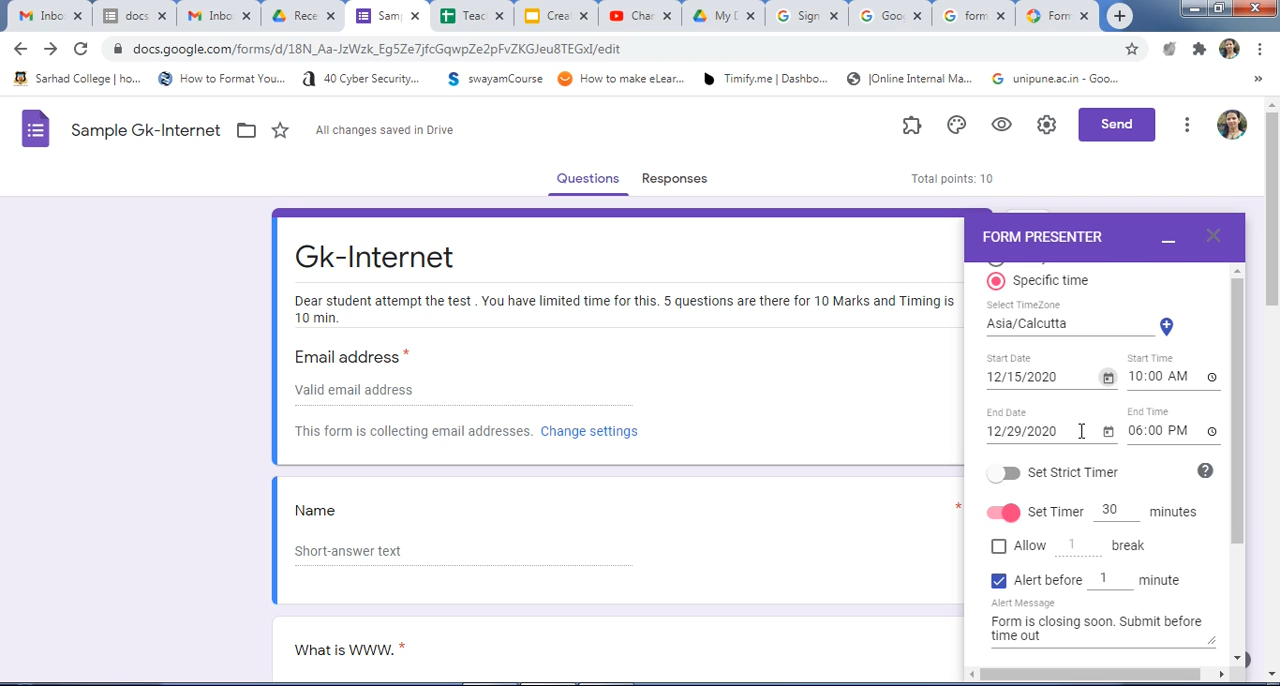 Inbo docs. Inbo Rece Sam Teac Creat Char My D Sign Goo form Form
docs.google.com/forms/d/18N_Aa-JzWzk_Eg5Ze7jfcGqwpZe2pFvZKGJeu8TEGxI/edit
Sarhad College | ho... How to Format You... 40 Cyber Security... swayamCourse How to make eLear... Timify.me | Dashbo... |Online Internal Ma... unipune.ac.in - Goo... »
Sample Gk-Internet All changes saved in Drive Send
Questions Responses Total points: 10
Gk-Internet
Dear student attempt the test . You have limited time for this. 5 questions are there for 10 Marks and Timing is
10 min.
Email address *
Valid email address
This form is collecting email addresses. Change settings
Name *
Short-answer text
What is WWW. *
FORM PRESENTER
Specific time
Select TimeZone
Asia/Calcutta
Start Date Start Time
12/15/2020 10:00 AM
End Date End Time
12/29/2020 06:00 PM
Set Strict Timer ?
Set Timer 30 minutes
Allow 1 break
Alert before 1 minute
Alert Message
Form is closing soon. Submit before
time out